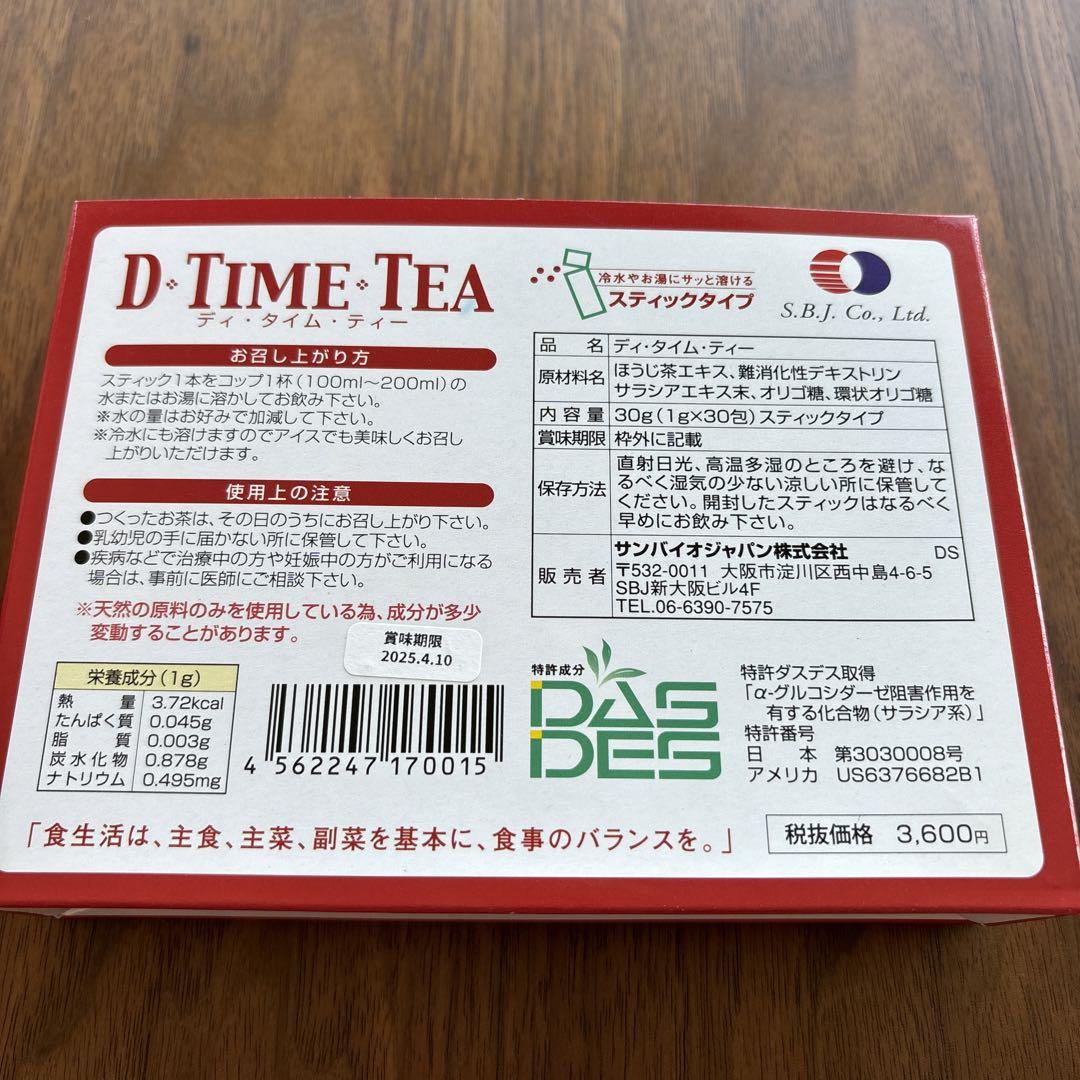 D・TIME・TEA
ディ・タイム・ティー
お召し上がり方
スティック1本をコップ1杯(100ml〜200ml)の
水またはお湯に溶かしてお飲み下さい。
※水の量はお好みで加減して下さい。
※冷水にも溶けますのでアイスでも美味しくお召し
上がりいただけます。
使用上の注意
●つくったお茶は、その日のうちにお召し上がり下さい。
●乳幼児の手に届かない所に保管して下さい。
●疾病などで治療中の方や妊娠中の方がご利用になる
場合は、事前に医師にご相談下さい。
※天然の原料のみを使用している為、成分が多少
変動することがあります。
賞味期限
2025.4.10
栄養成分(1g)
熱量 3.72kcal
たんぱく質 0.045g
脂質 0.003g
炭水化物 0.878g
ナトリウム 0.495mg
4 562247 170015
冷水やお湯にサッと溶ける
スティックタイプ
S.B.J. Co., Ltd.
品名 ディ・タイム・ティー
原材料名 ほうじ茶エキス、難消化性デキストリン
サラシアエキス末、オリゴ糖、環状オリゴ糖
内容量 30g(1g×30包)スティックタイプ
賞味期限 枠外に記載
保存方法 直射日光、高温多湿のところを避け、な
るべく湿気の少ない涼しい所に保管して
ください。開封したスティックはなるべく
早めにお飲み下さい。
販売者 サンバイオジャパン株式会社 DS
〒532-0011 大阪市淀川区西中島4-6-5
SBJ新大阪ビル4F
TEL.06-6390-7575
特許成分
DAS
DES
特許ダスデス取得
「α-グルコシダーゼ阻害作用を
有する化合物(サラシア系)」
特許番号
日本 第3030008号
アメリカ US6376682B1
「食生活は、主食、主菜、副菜を基本に、食事のバランスを。」
税抜価格 3,600円